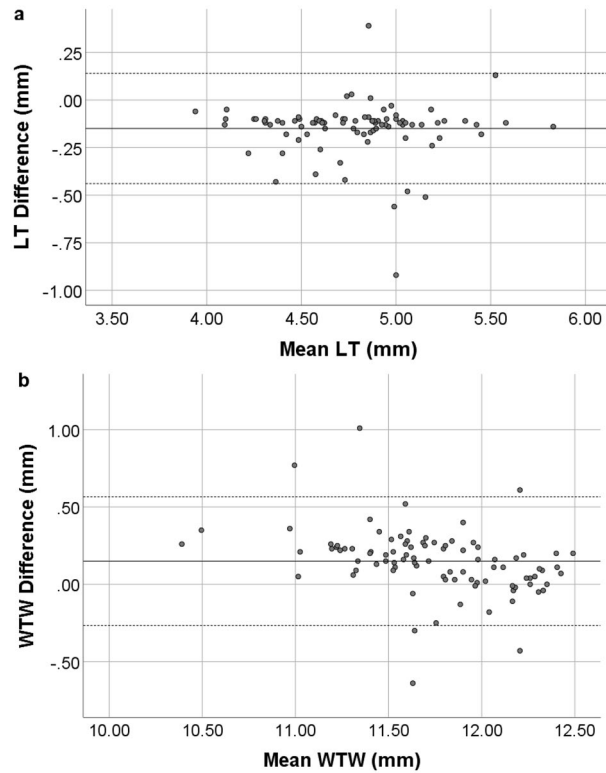 a
.25
.00
-.25
-.50
-.75
-1.00
LT Difference (mm)
3.50 4.00 4.50 5.00 5.50 6.00
Mean LT (mm)
b
1.00
.50
.00
-.50
WTW Difference (mm)
10.00 10.50 11.00 11.50 12.00 12.50
Mean WTW (mm)